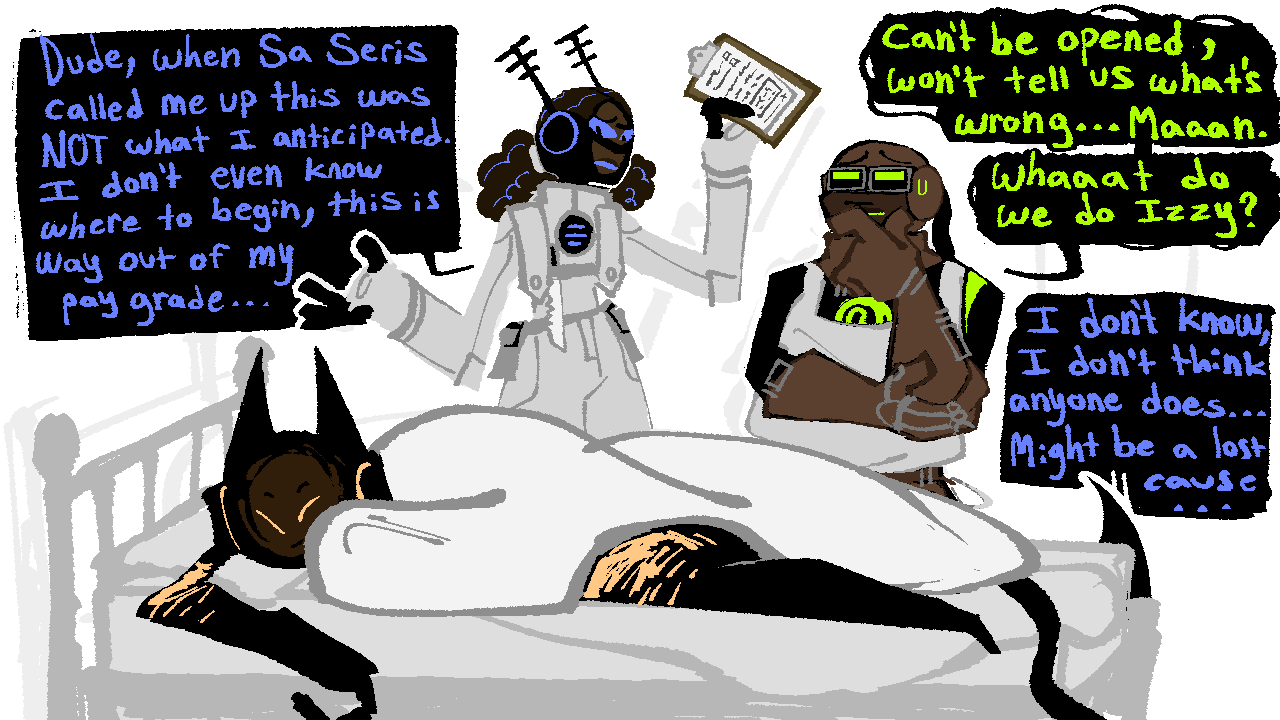 Dude, when Sa Seris
called me up this was
NOT what I anticipated.
I don't even know
where to begin, this is
way out of my
pay grade...
Can't be opened,
won't tell us what's
wrong... Maaan.
Whaaat do
we do Izzy?
I don't know,
I don't think
anyone does...
Might be a lost
cause
...
@